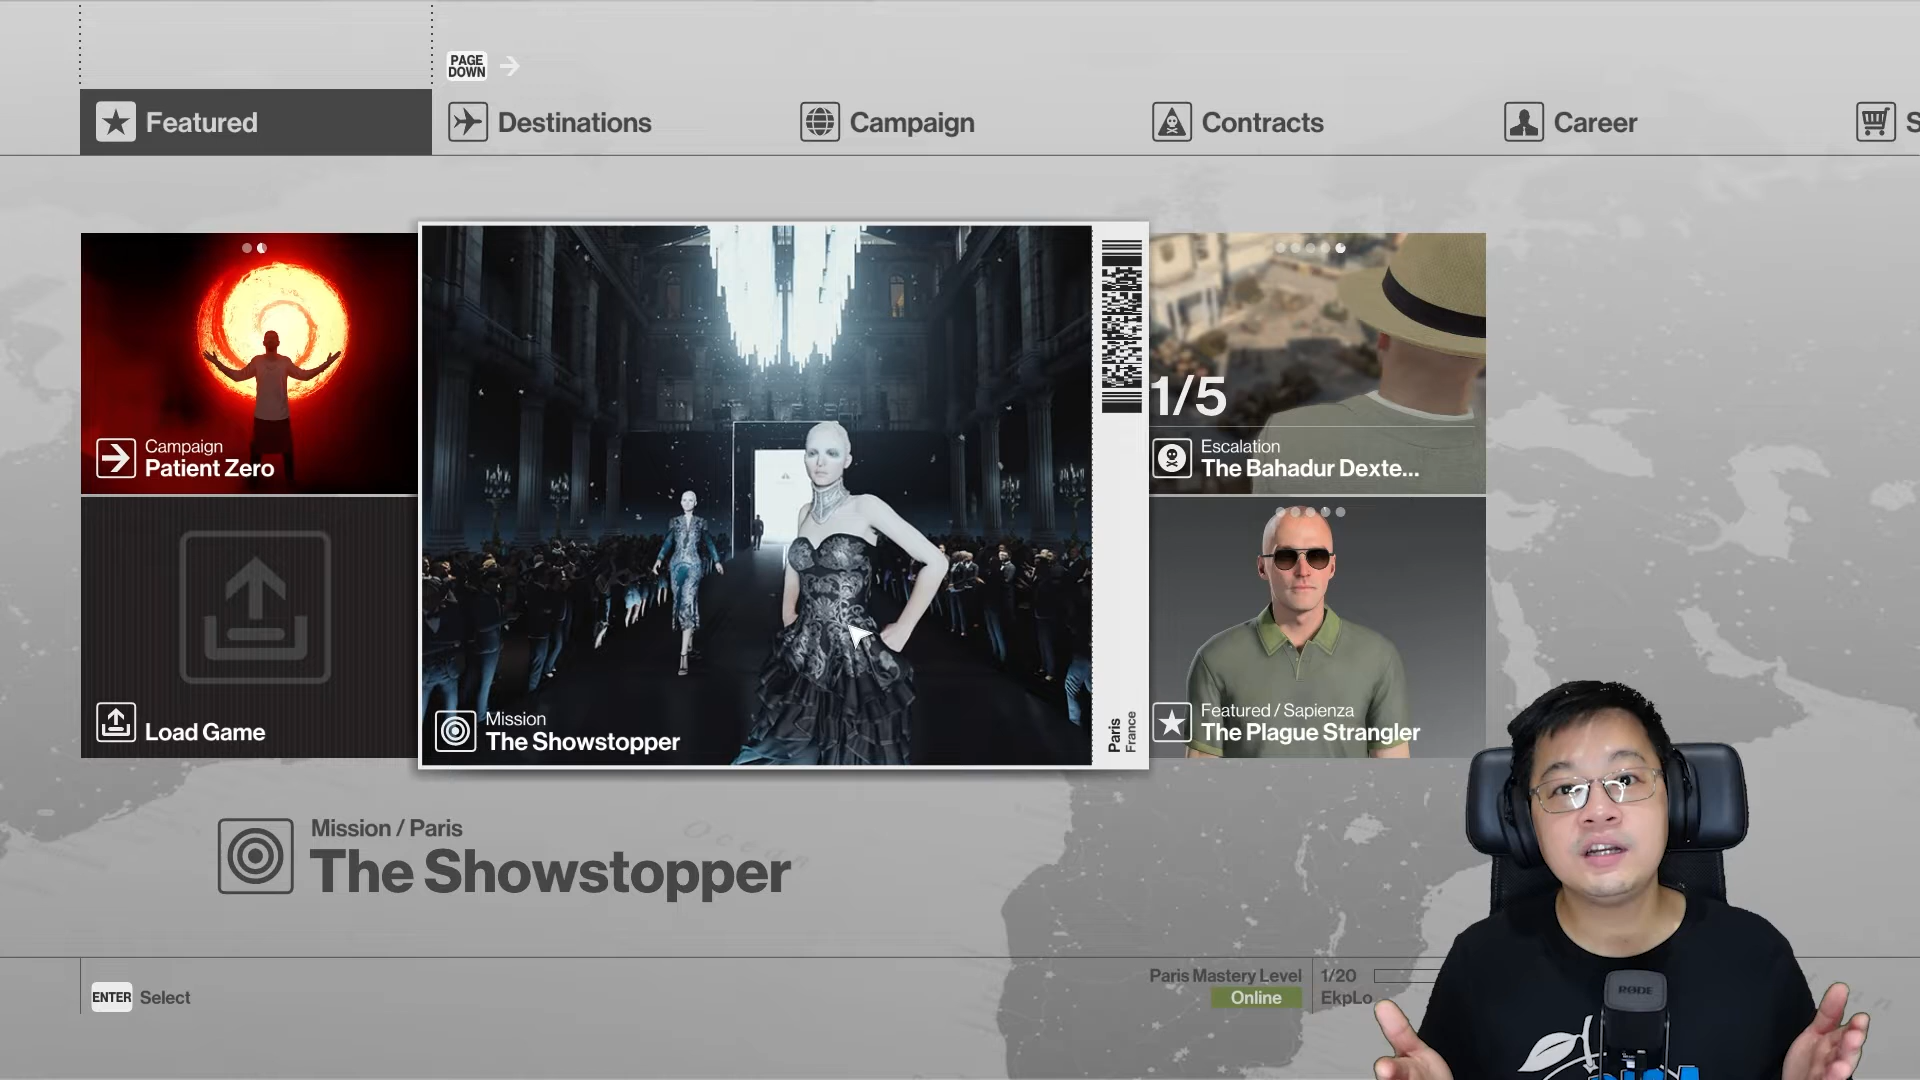 PAGE
DOWN
Featured
Destinations
Campaign
Contracts
Career
S
Campaign
Patient Zero
Load Game
Mission
The Showstopper
Paris
France
1/5
Escalation
The Bahadur Dexte...
Featured / Sapienza
The Plague Strangler
Mission / Paris
The Showstopper
Ocean
ENTER Select
Paris Mastery Level 1/20
Online EkpLo
RØDE